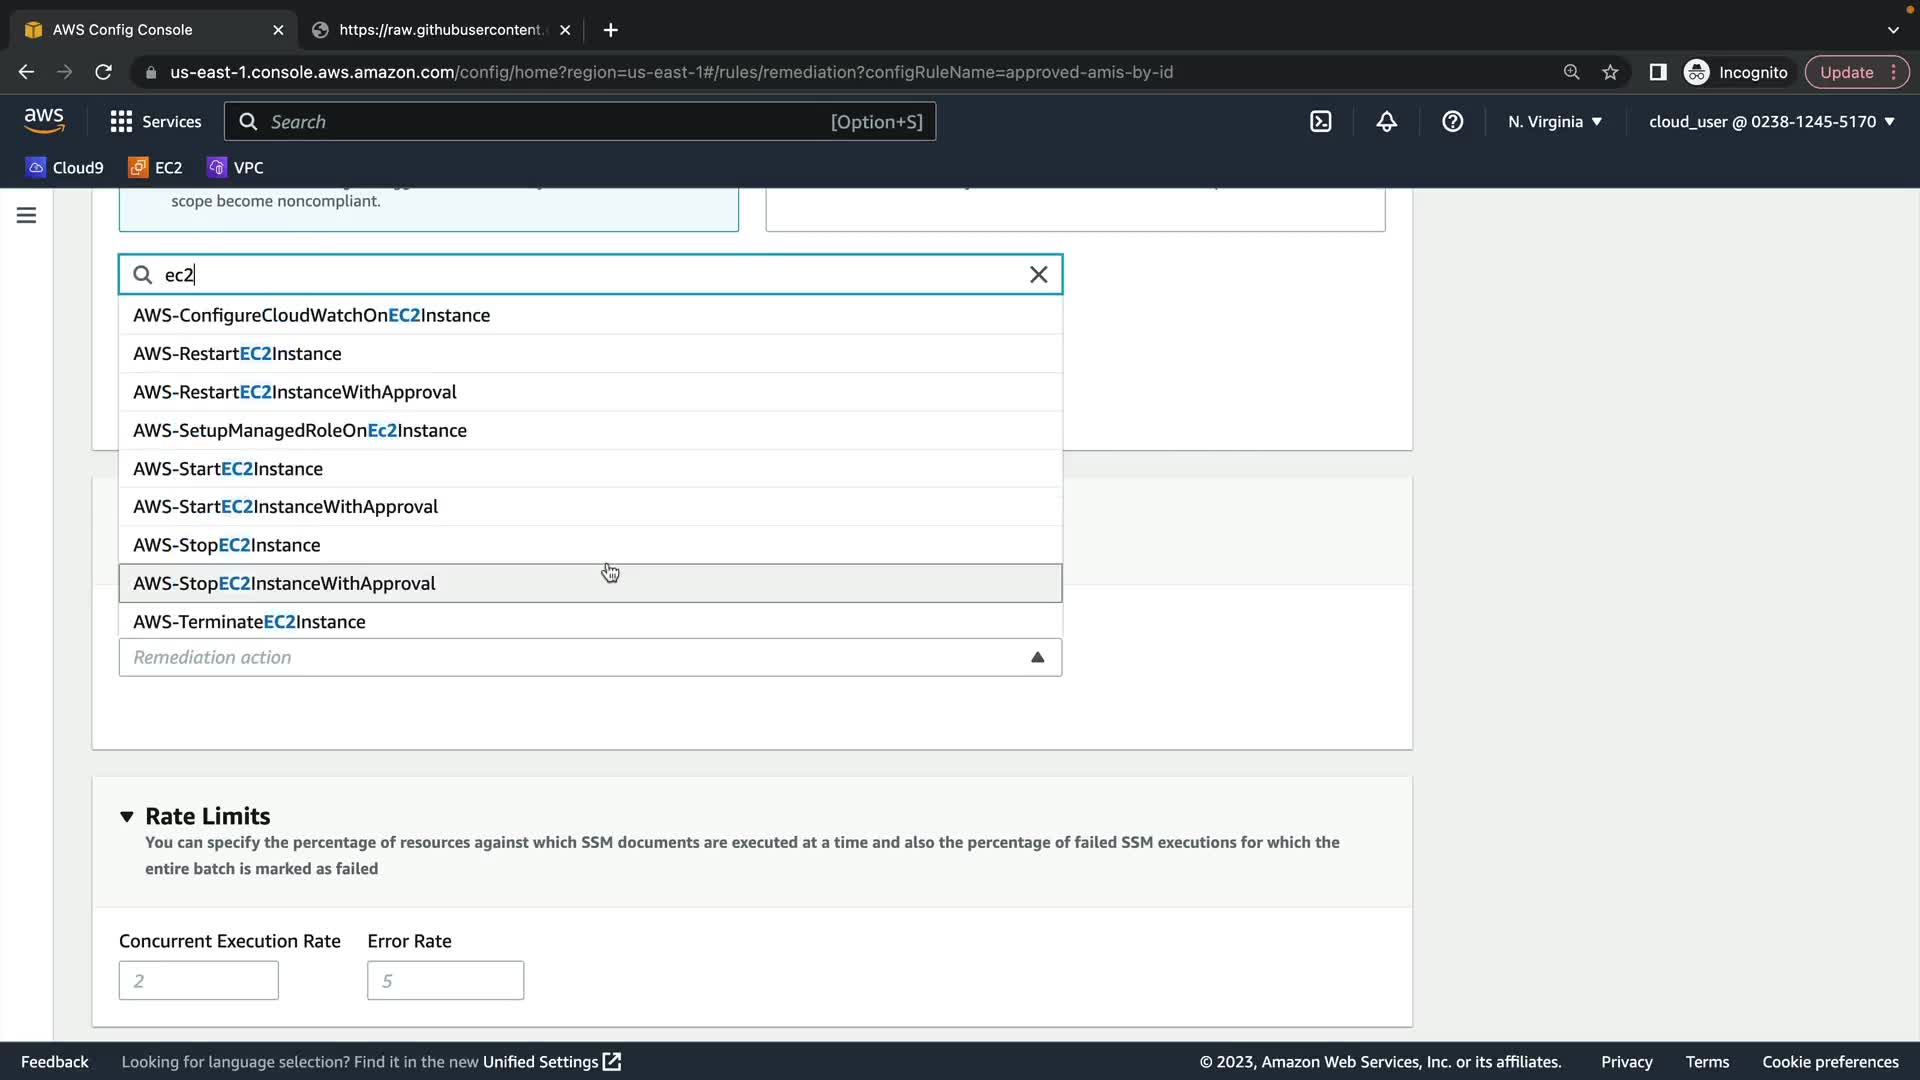 AWS Config Console
https://raw.githubusercontent.
us-east-1.console.aws.amazon.com/config/home?region=us-east-1#/rules/remediation?configRuleName=approved-amis-by-id
Incognito
Update
aws
Services
Search
[Option+S]
N. Virginia
cloud_user @ 0238-1245-5170
Cloud9
EC2
VPC
scope become noncompliant.
ec2
AWS-ConfigureCloudWatchOnEC2Instance
AWS-RestartEC2Instance
AWS-RestartEC2InstanceWithApproval
AWS-SetupManagedRoleOnEc2Instance
AWS-StartEC2Instance
AWS-StartEC2InstanceWithApproval
AWS-StopEC2Instance
AWS-StopEC2InstanceWithApproval
AWS-TerminateEC2Instance
Remediation action
Rate Limits
You can specify the percentage of resources against which SSM documents are executed at a time and also the percentage of failed SSM executions for which the
entire batch is marked as failed
Concurrent Execution Rate
Error Rate
2
5
Feedback
Looking for language selection? Find it in the new Unified Settings
© 2023, Amazon Web Services, Inc. or its affiliates.
Privacy
Terms
Cookie preferences